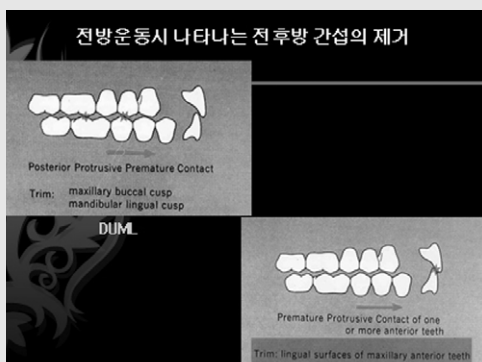 전방운동시 나타나는 전후방 간섭의 제거
Posterior Protrusive Premature Contact
Trim: maxillary buccal cusp
mandibular lingual cusp
DUML
Premature Protrusive Contact of one
or more anterior teeth
Trim: lingual surfaces of maxillary anterior teeth